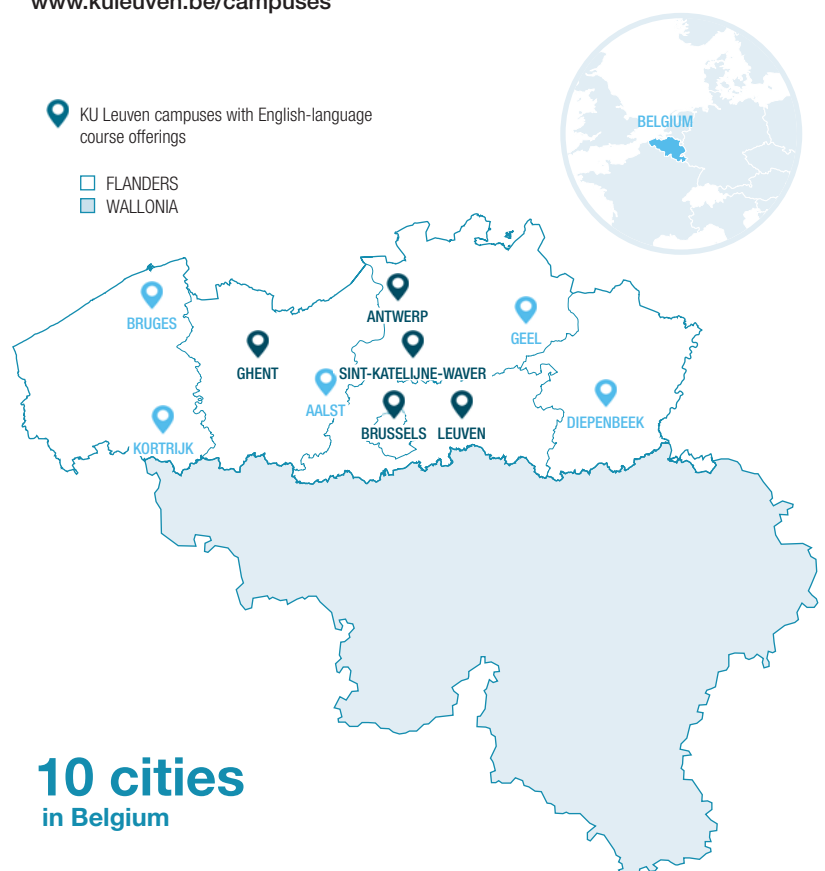 www.kuleuven.be/campuses
KU Leuven campuses with English-language
course offerings
FLANDERS
WALLONIA
BELGIUM
BRUGES
ANTWERP
GEEL
GHENT
SINT-KATELIJNE-WAVER
AALST
DIEPENBEEK
BRUSSELS
LEUVEN
KORTRIJK
10 cities
in Belgium